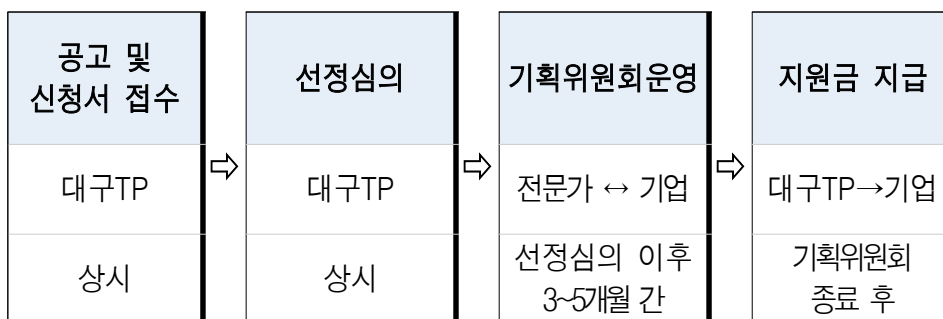 공고 및
신청서 접수
대구TP
상시
⇨
선정심의
대구TP
상시
⇨
기획위원회운영
전문가 ↔ 기업
선정심의 이후
3~5개월 간
⇨
지원금 지급
대구TP→기업
기획위원회
종료 후